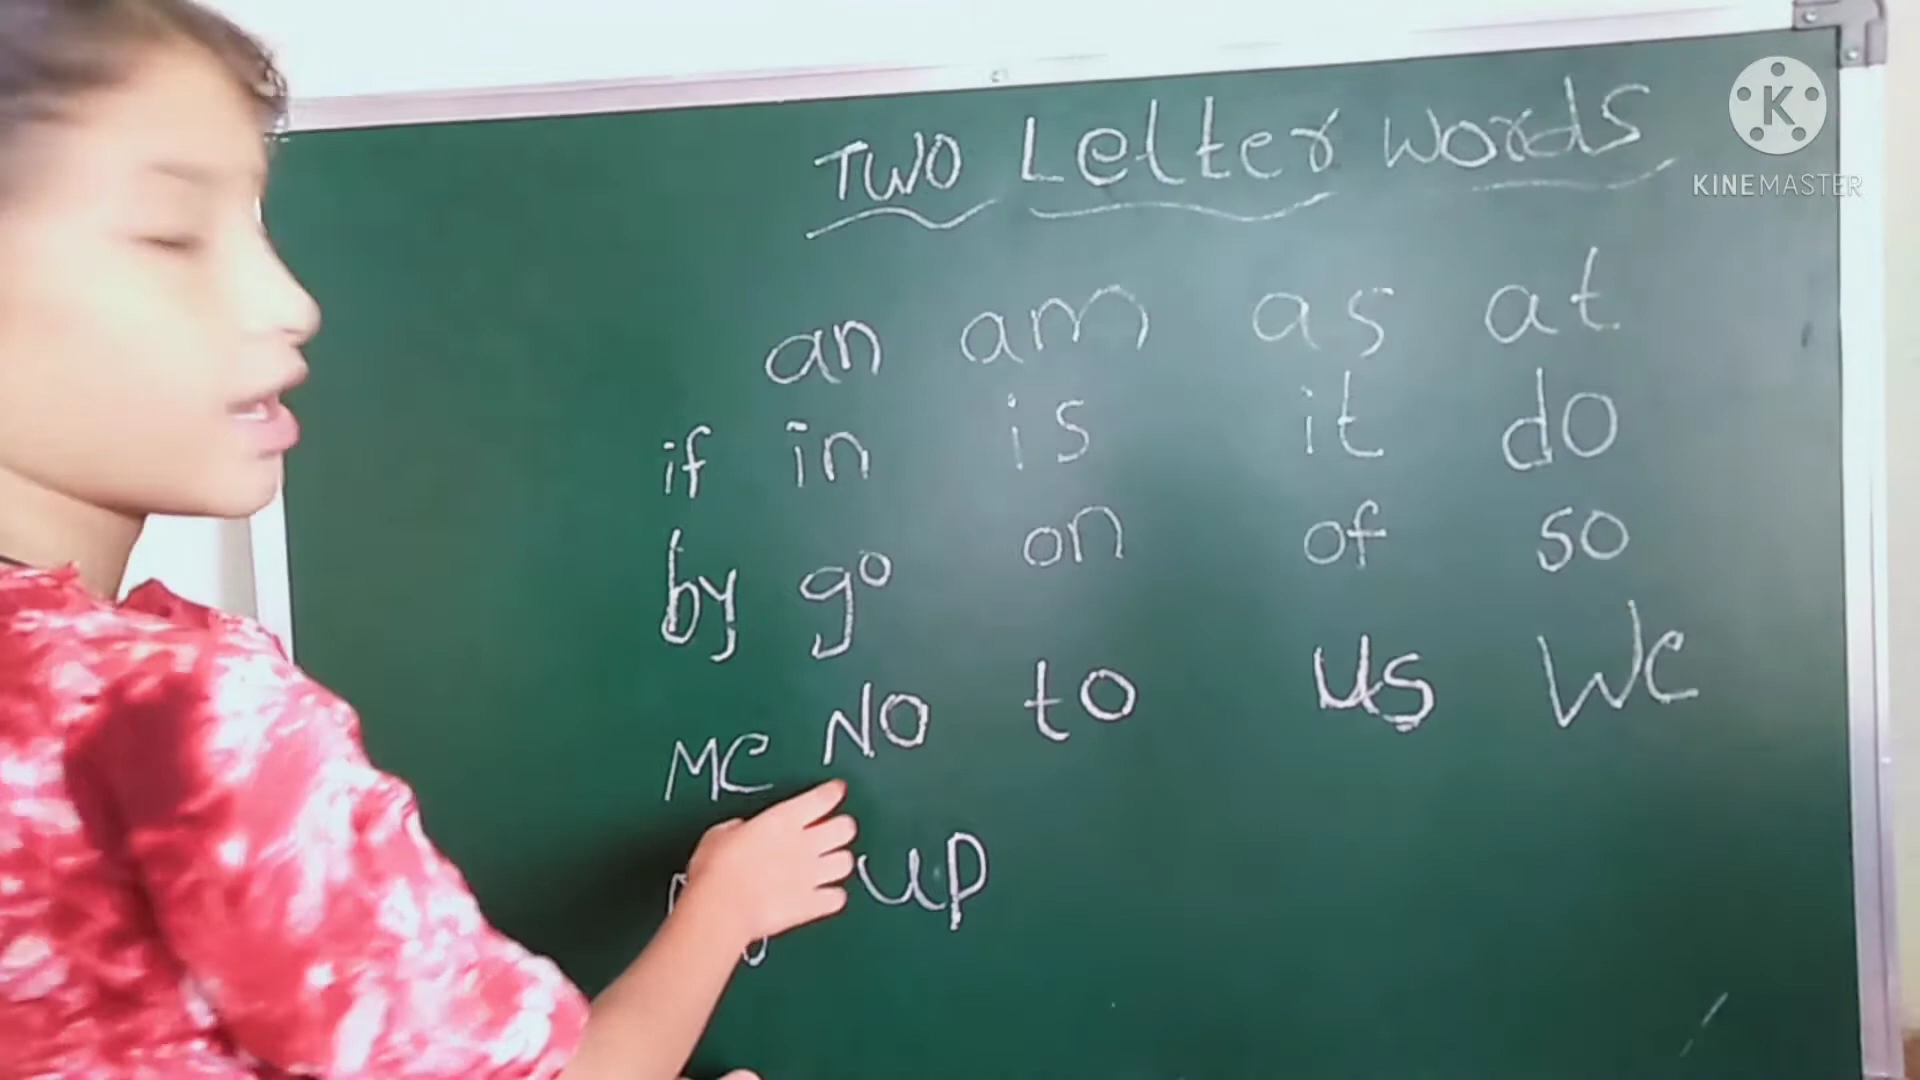 TWO Letter words
K
KINEMASTER
an am as at
if in is it do
by go on of so
Me NO to us We
up